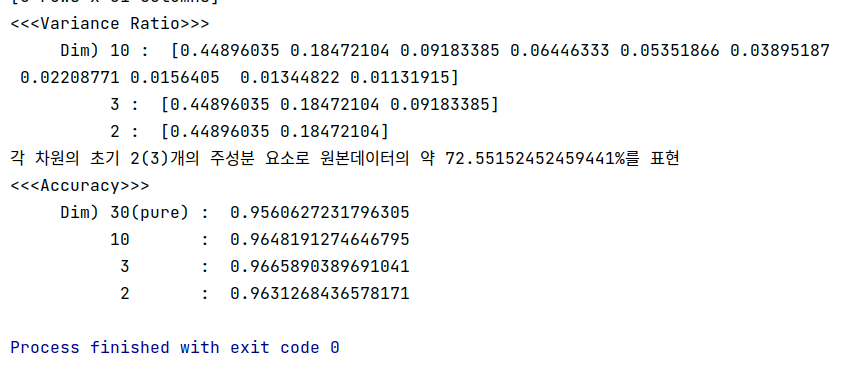 <<<Variance Ratio>>>
Dim) 10 :  [0.44896035 0.18472104 0.09183385 0.06446333 0.05351866 0.03895187
0.02208771 0.0156405  0.01344822 0.01131915]
3 :  [0.44896035 0.18472104 0.09183385]
2 :  [0.44896035 0.18472104]
각 차원의 초기 2(3)개의 주성분 요소로 원본데이터의 약 72.55152452459441%를 표현
<<<Accuracy>>>
Dim) 30(pure) :  0.9560627231796305
10       :  0.9648191274646795
3       :  0.9665890389691041
2       :  0.9631268436578171
Process finished with exit code 0